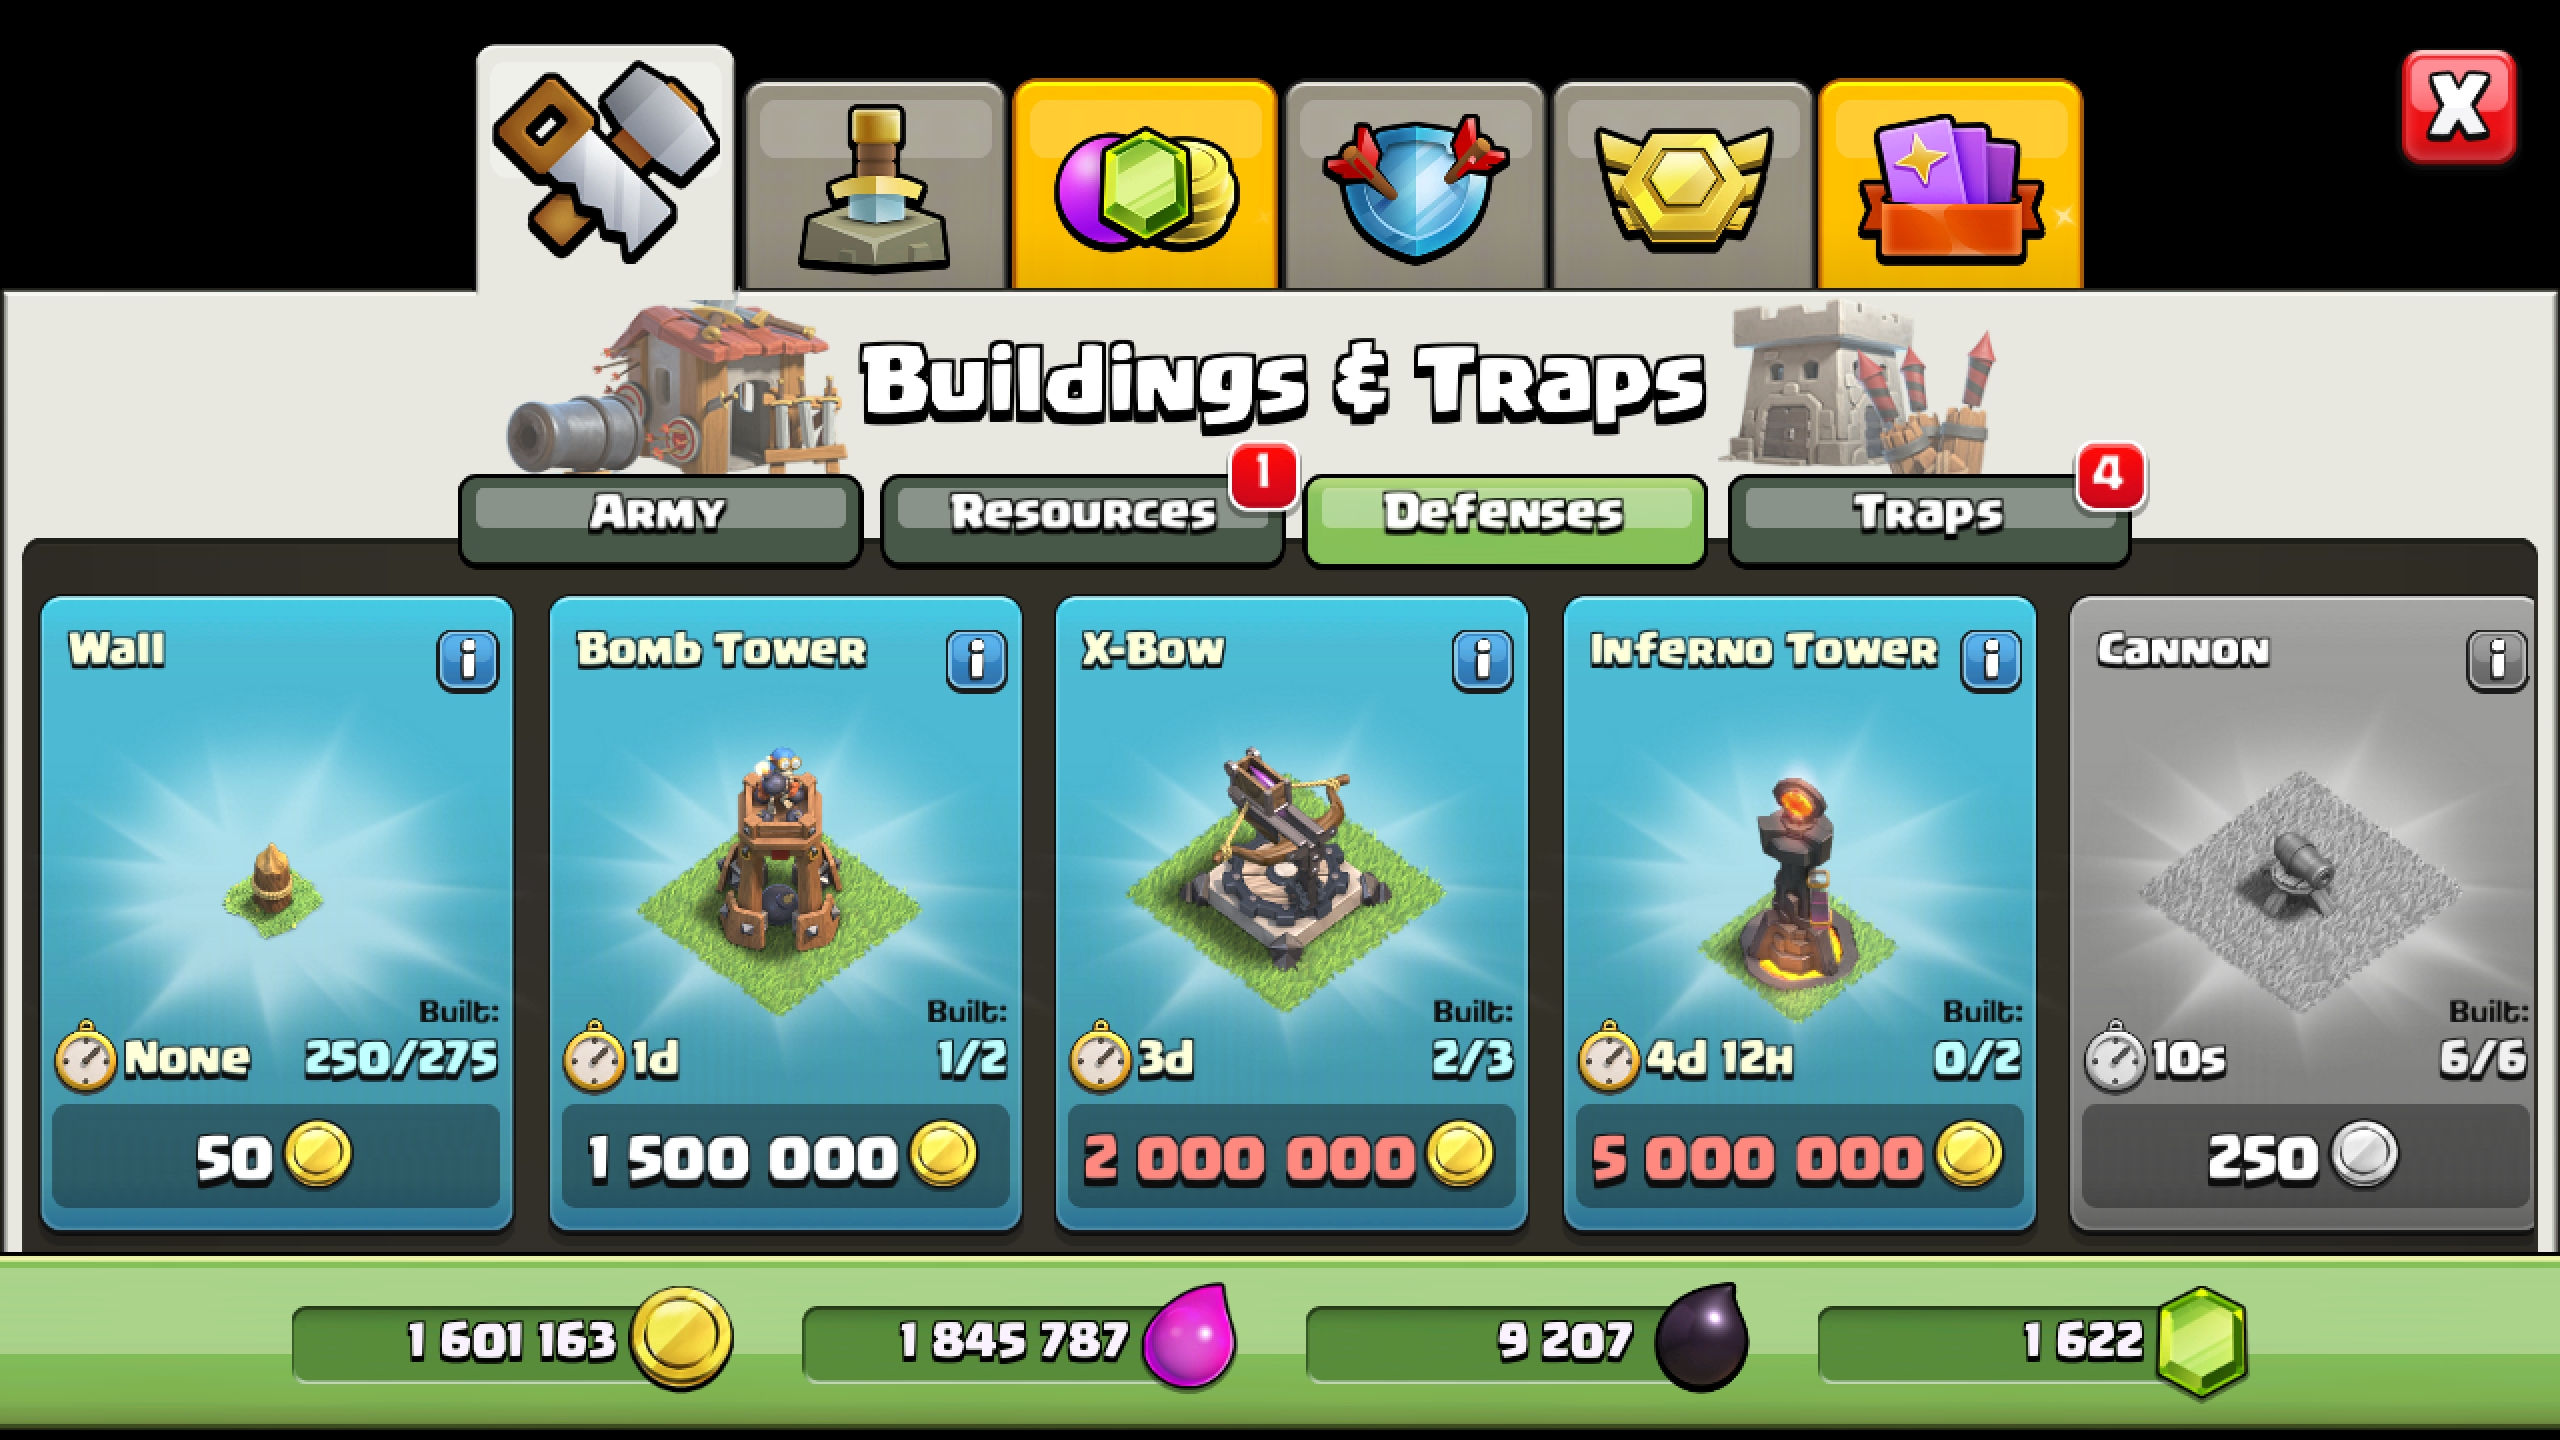 X
Buildings & Traps
Army
Resources
1
Defenses
Traps
4
Wall
i
Built:
None
250/275
50
Bomb Tower
i
Built:
1d
1/2
1 500 000
X-Bow
i
Built:
3d
2/3
2 000 000
Inferno Tower
i
Built:
4d 12H
0/2
5 000 000
Cannon
i
Built:
10s
6/6
250
1 601 163
1 845 787
9 207
1 622